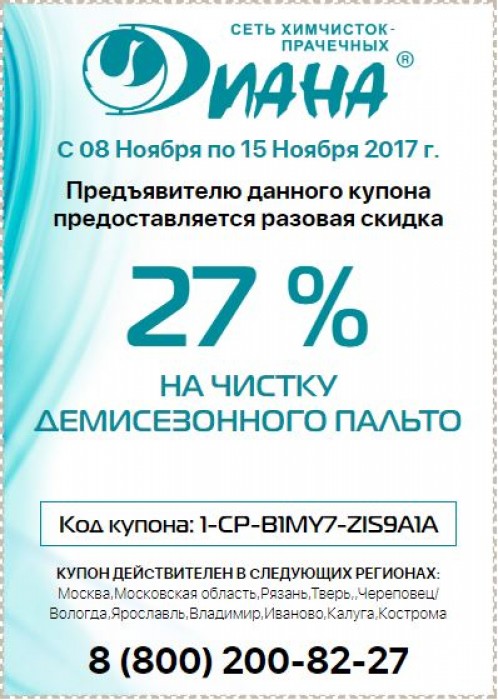 СЕТЬ ХИМЧИСТОК-
ПРАЧЕЧНЫХ
ДИАНА®
С 08 Ноября по 15 Ноября 2017 г.
Предъявителю данного купона
предоставляется разовая скидка
27 %
НА ЧИСТКУ
ДЕМИСЕЗОННОГО ПАЛЬТО
Код купона: 1-CP-B1MY7-ZIS9A1A
КУПОН ДЕЙСТВИТЕЛЕН В СЛЕДУЮЩИХ РЕГИОНАХ:
Москва,Московская область,Рязань,Тверь,,Череповец/
Вологда,Ярославль,Владимир,Иваново,Калуга,Кострома
8 (800) 200-82-27